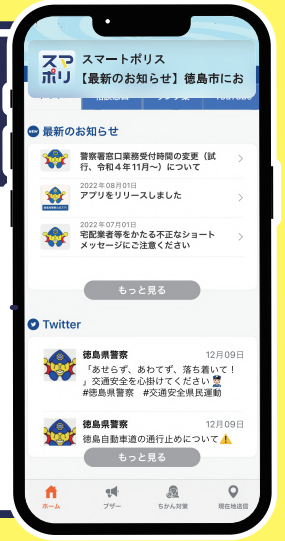 スマ
ポリ
スマートポリス
【最新のお知らせ】徳島市にお
NEW 最新のお知らせ
警察署窓口業務受付時間の変更（試
行、令和４年11月～）について
2022年08月01日
アプリをリリースしました
2022年07月01日
宅配業者等をかたる不正なショート
メッセージにご注意ください
もっと見る
Twitter
徳島県警察 12月09日
「あせらず、あわてず、落ち着いて！
」交通安全を心掛けてください👮
#徳島県警察 #交通安全県民運動
徳島県警察 12月09日
徳島自動車道の通行止めについて⚠️
もっと見る
ホーム ブザー ちかん対策 現在地送信